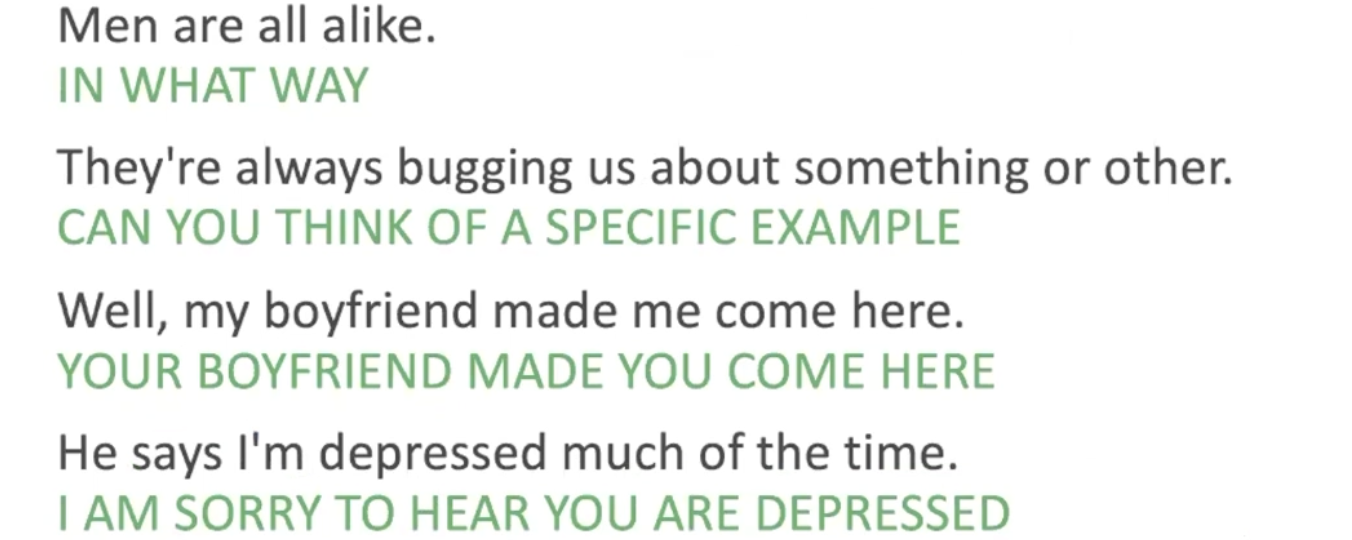 Men are all alike.
IN WHAT WAY
They're always bugging us about something or other.
CAN YOU THINK OF A SPECIFIC EXAMPLE
Well, my boyfriend made me come here.
YOUR BOYFRIEND MADE YOU COME HERE
He says I'm depressed much of the time.
I AM SORRY TO HEAR YOU ARE DEPRESSED